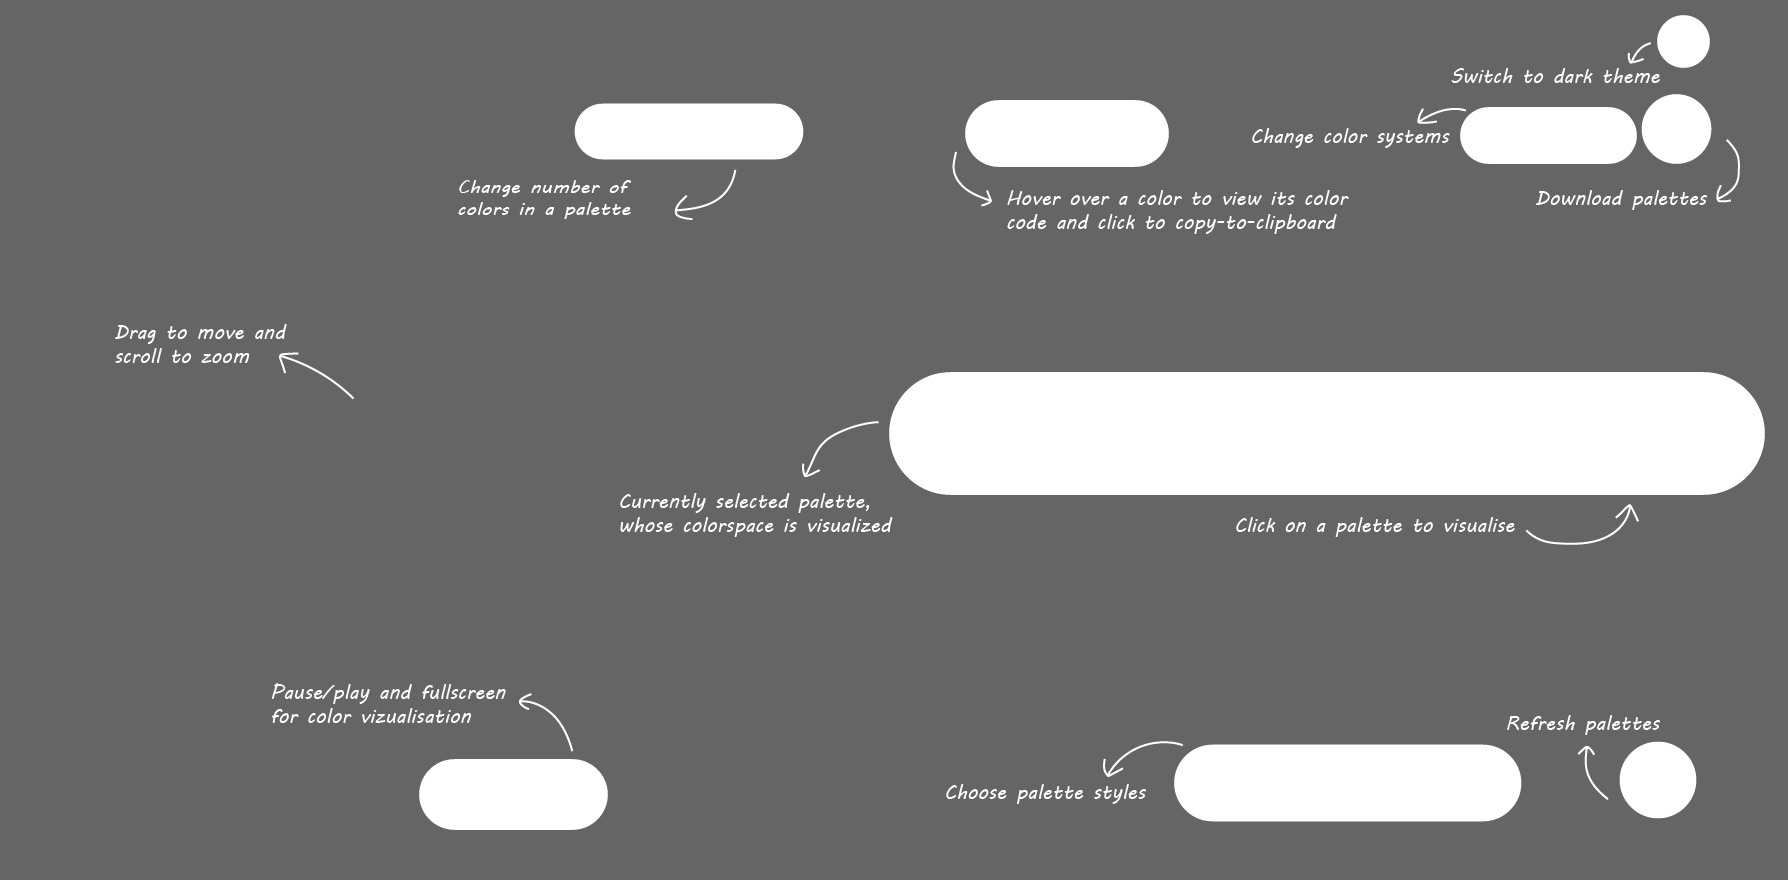 Switch to dark theme
Change color systems
Change number of
colors in a palette
Hover over a color to view its color
code and click to copy-to-clipboard
Download palettes
Drag to move and
scroll to zoom
Currently selected palette,
whose colorspace is visualized
Click on a palette to visualise
Pause/play and fullscreen
for color vizualisation
Refresh palettes
Choose palette styles